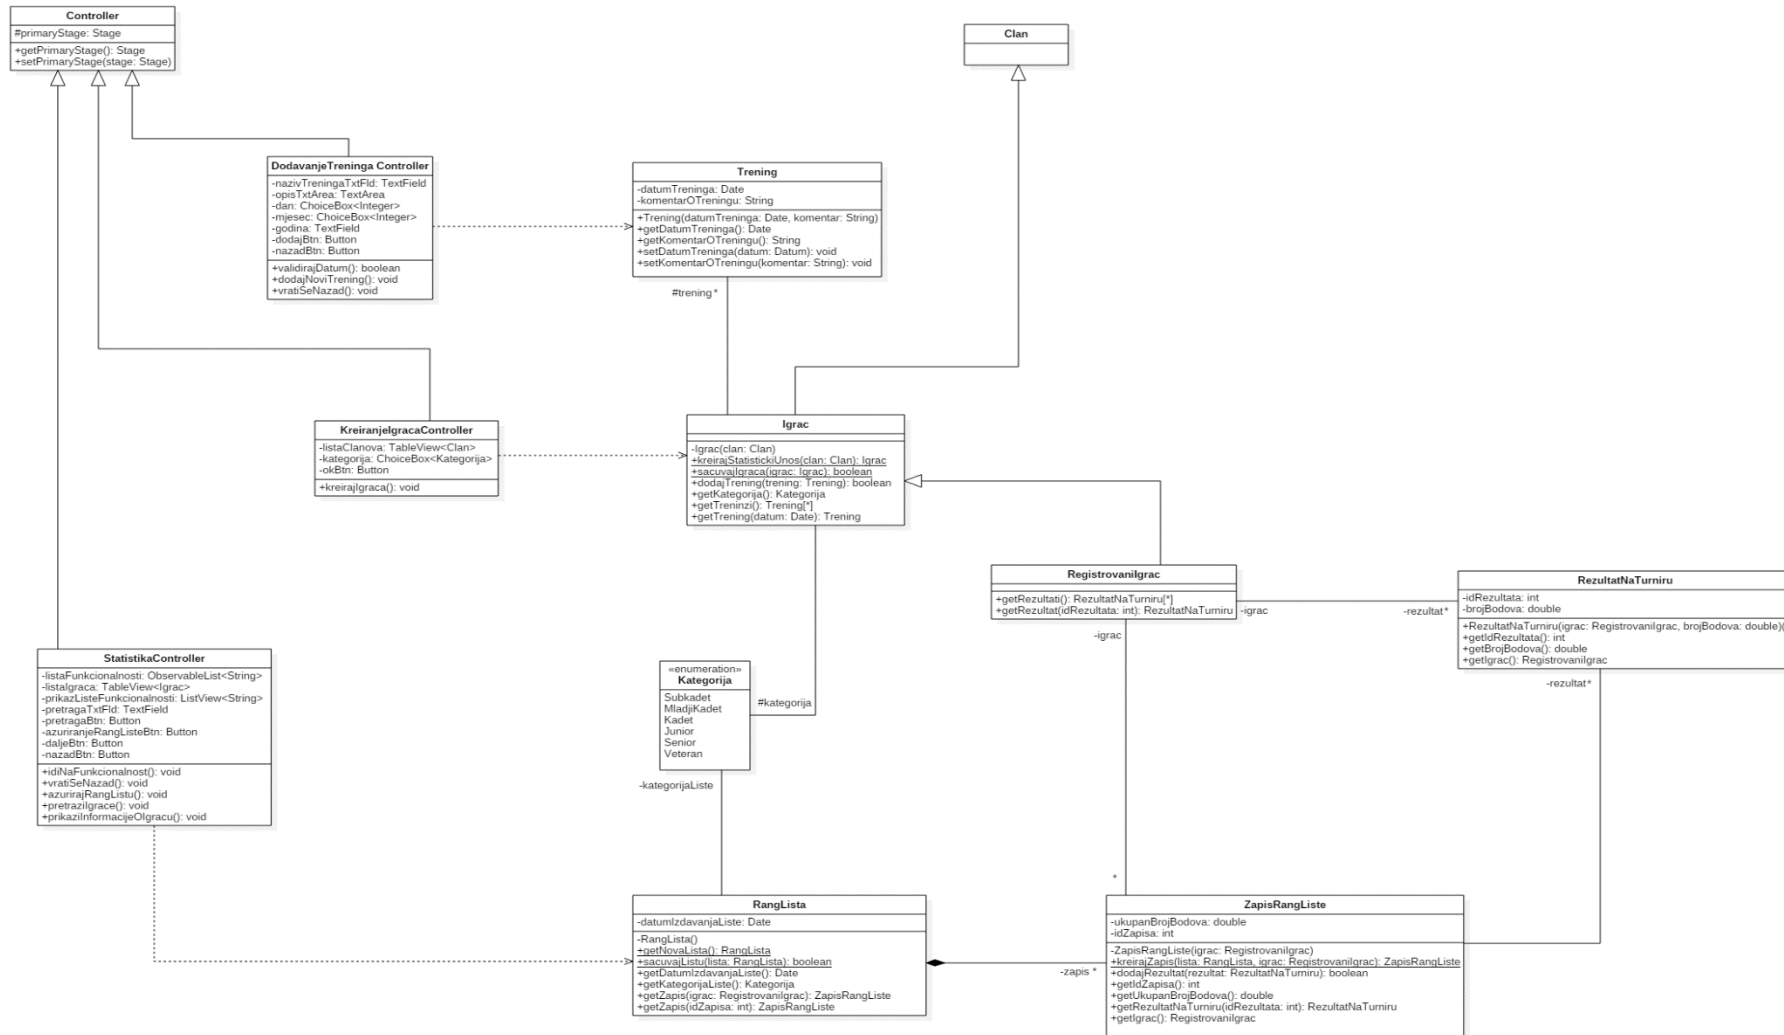 Controller
#primaryStage: Stage
+getPrimaryStage(): Stage
+setPrimaryStage(stage: Stage)
Clan
DodavanjeTreninga Controller
-nazivTreningaTxtFld: TextField
-opisTxtArea: TextArea
-dan: ChoiceBox<Integer>
-mjesec: ChoiceBox<Integer>
-godina: TextField
-dodajBtn: Button
-nazadBtn: Button
+validirajDatum(): boolean
+dodajNoviTrening(): void
+vratiSeNazad(): void
Trening
-datumTreninga: Date
-komentarOTreningu: String
+Trening(datumTreninga: Date, komentar: String)
+getDatumTreninga(): Date
+getKomentarOTreningu(): String
+setDatumTreninga(datum: Datum): void
+setKomentarOTreningu(komentar: String): void
#trening*
KreiranjeIgracaController
-listaClanova: TableView<Clan>
-kategorija: ChoiceBox<Kategorija>
-okBtn: Button
+kreirajIgraca(): void
Igrac
-Igrac(clan: Clan)
+kreirajStatistickiUnos(clan: Clan): Igrac
+sacuvajIgraca(igrac: Igrac): boolean
+dodajTrening(trening: Trening): boolean
+getKategorija(): Kategorija
+getTreninzi(): Trening[*]
+getTrening(datum: Date): Trening
RegistrovaniIgrac
+getRezultati(): RezultatNaTurniru[*]
+getRezultat(idRezultata: int): RezultatNaTurniru
-igrac
-rezultat*
-igrac
RezultatNaTurniru
-idRezultata: int
-brojBodova: double
+RezultatNaTurniru(igrac: RegistrovaniIgrac, brojBodova: double)(
+getIdRezultata(): int
+getBrojBodova(): double
+getIgrac(): RegistrovaniIgrac
-rezultat*
StatistikaController
-listaFunkcionalnosti: ObservableList<String>
-listaIgraca: TableView<Igrac>
-prikazListeFunkcionalnosti: ListView<String>
-pretragaTxtFld: TextField
-pretragaBtn: Button
-azuriranjeRangListeBtn: Button
-daljeBtn: Button
-nazadBtn: Button
+idiNaFunkcionalnost(): void
+vratiSeNazad(): void
+azurirajRangListu(): void
+pretraziIgrace(): void
+prikaziInformacijeOIgracu(): void
«enumeration»
Kategorija
Subkadet
MladjiKadet
Kadet
Junior
Senior
Veteran
#kategorija
-kategorijaListe
RangLista
-datumIzdavanjaListe: Date
-RangLista()
+getNovaLista(): RangLista
+sacuvajListu(lista: RangLista): boolean
+getDatumIzdavanjaListe(): Date
+getKategorijaListe(): Kategorija
+getZapis(igrac: RegistrovaniIgrac): ZapisRangListe
+getZapis(idZapisa: int): ZapisRangListe
-zapis *
*
ZapisRangListe
-ukupanBrojBodova: double
-idZapisa: int
-ZapisRangListe(igrac: RegistrovaniIgrac)
+kreirajZapis(lista: RangLista, igrac: RegistrovaniIgrac): ZapisRangListe
+dodajRezultat(rezultat: RezultatNaTurniru): boolean
+getIdZapisa(): int
+getUkupanBrojBodova(): double
+getRezultatNaTurniru(idRezultata: int): RezultatNaTurniru
+getIgrac(): RegistrovaniIgrac